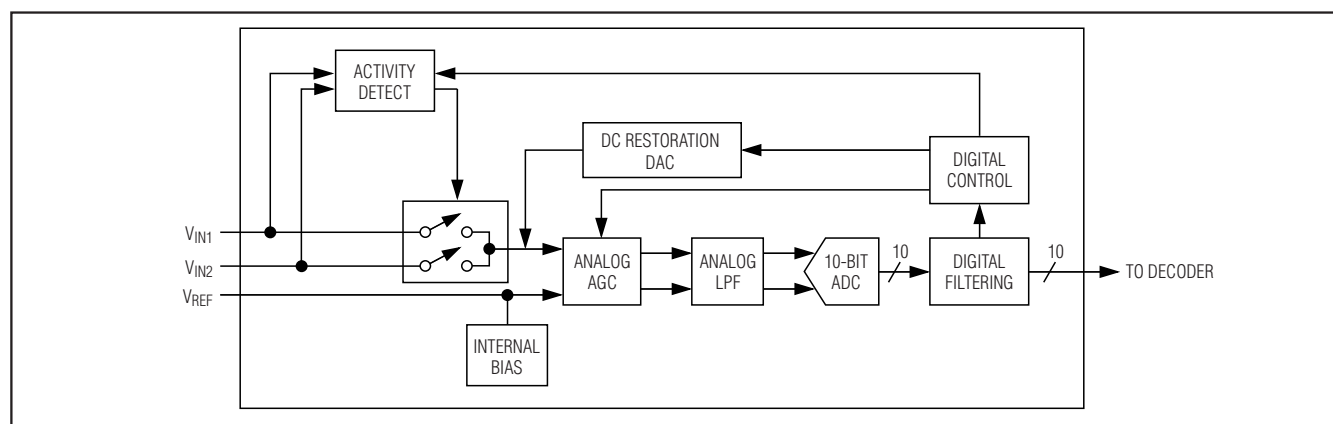 ACTIVITY
DETECT
DC RESTORATION
DAC
DIGITAL
CONTROL
VIN1
VIN2
VREF
ANALOG
AGC
ANALOG
LPF
10-BIT
ADC
10
DIGITAL
FILTERING
10
TO DECODER
INTERNAL
BIAS